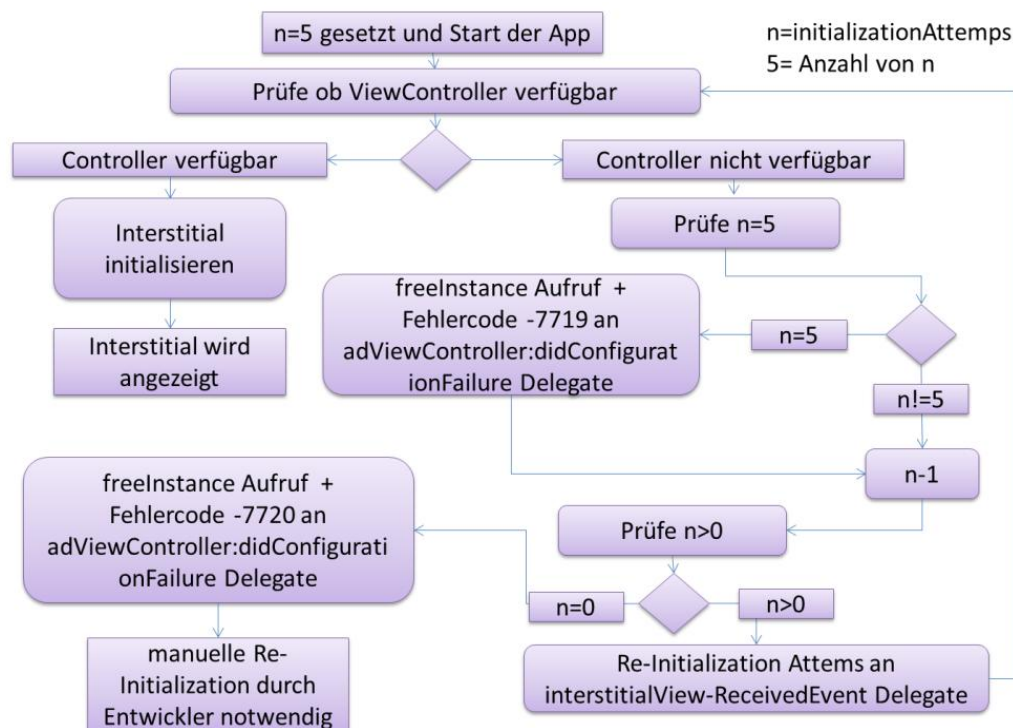 n=5 gesetzt und Start der App
n=initializationAttemps
5= Anzahl von n
Prüfe ob ViewController verfügbar
Controller verfügbar
Controller nicht verfügbar
Interstitial
initialisieren
Prüfe n=5
freeInstance Aufruf +
Fehlercode -7719 an
adViewController:didConfigurat
ionFailure Delegate
n=5
Interstitial wird
angezeigt
n!=5
n-1
freeInstance Aufruf +
Fehlercode -7720 an
adViewController:didConfigurati
onFailure Delegate
Prüfe n>0
n=0
n>0
manuelle Re-
Initialization durch
Entwickler notwendig
Re-Initialization Attems an
interstitialView-ReceivedEvent Delegate